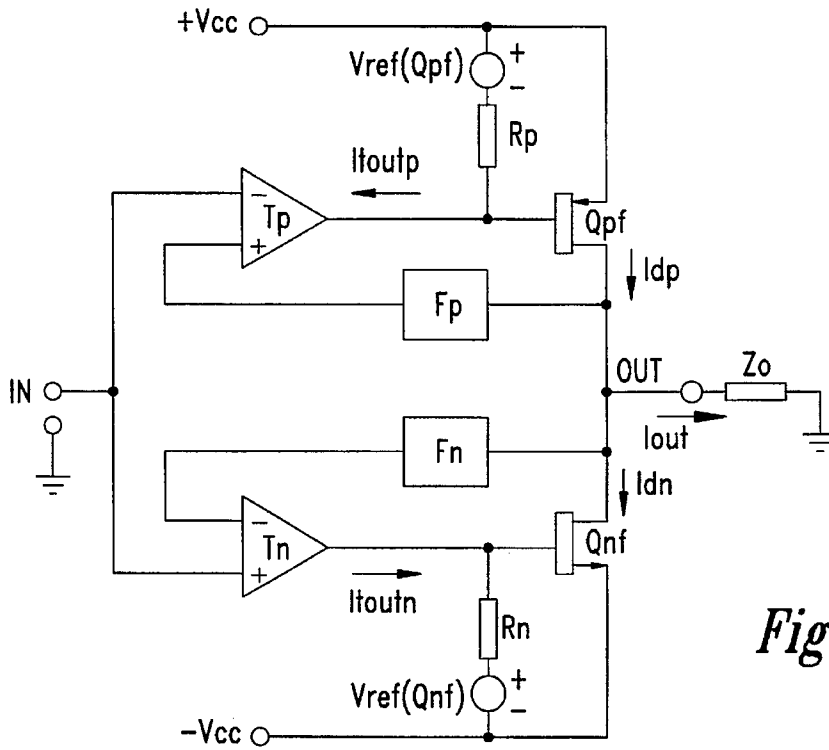 +Vcc
Vref(Qpf)
+
−
Rp
Itoutp
−
Tp
+
Qpf
Idp
Fp
IN
OUT
Zo
Iout
Fn
Idn
−
Tn
+
Qnf
Itoutn
Rn
Fig
Vref(Qnf)
+
−
−Vcc